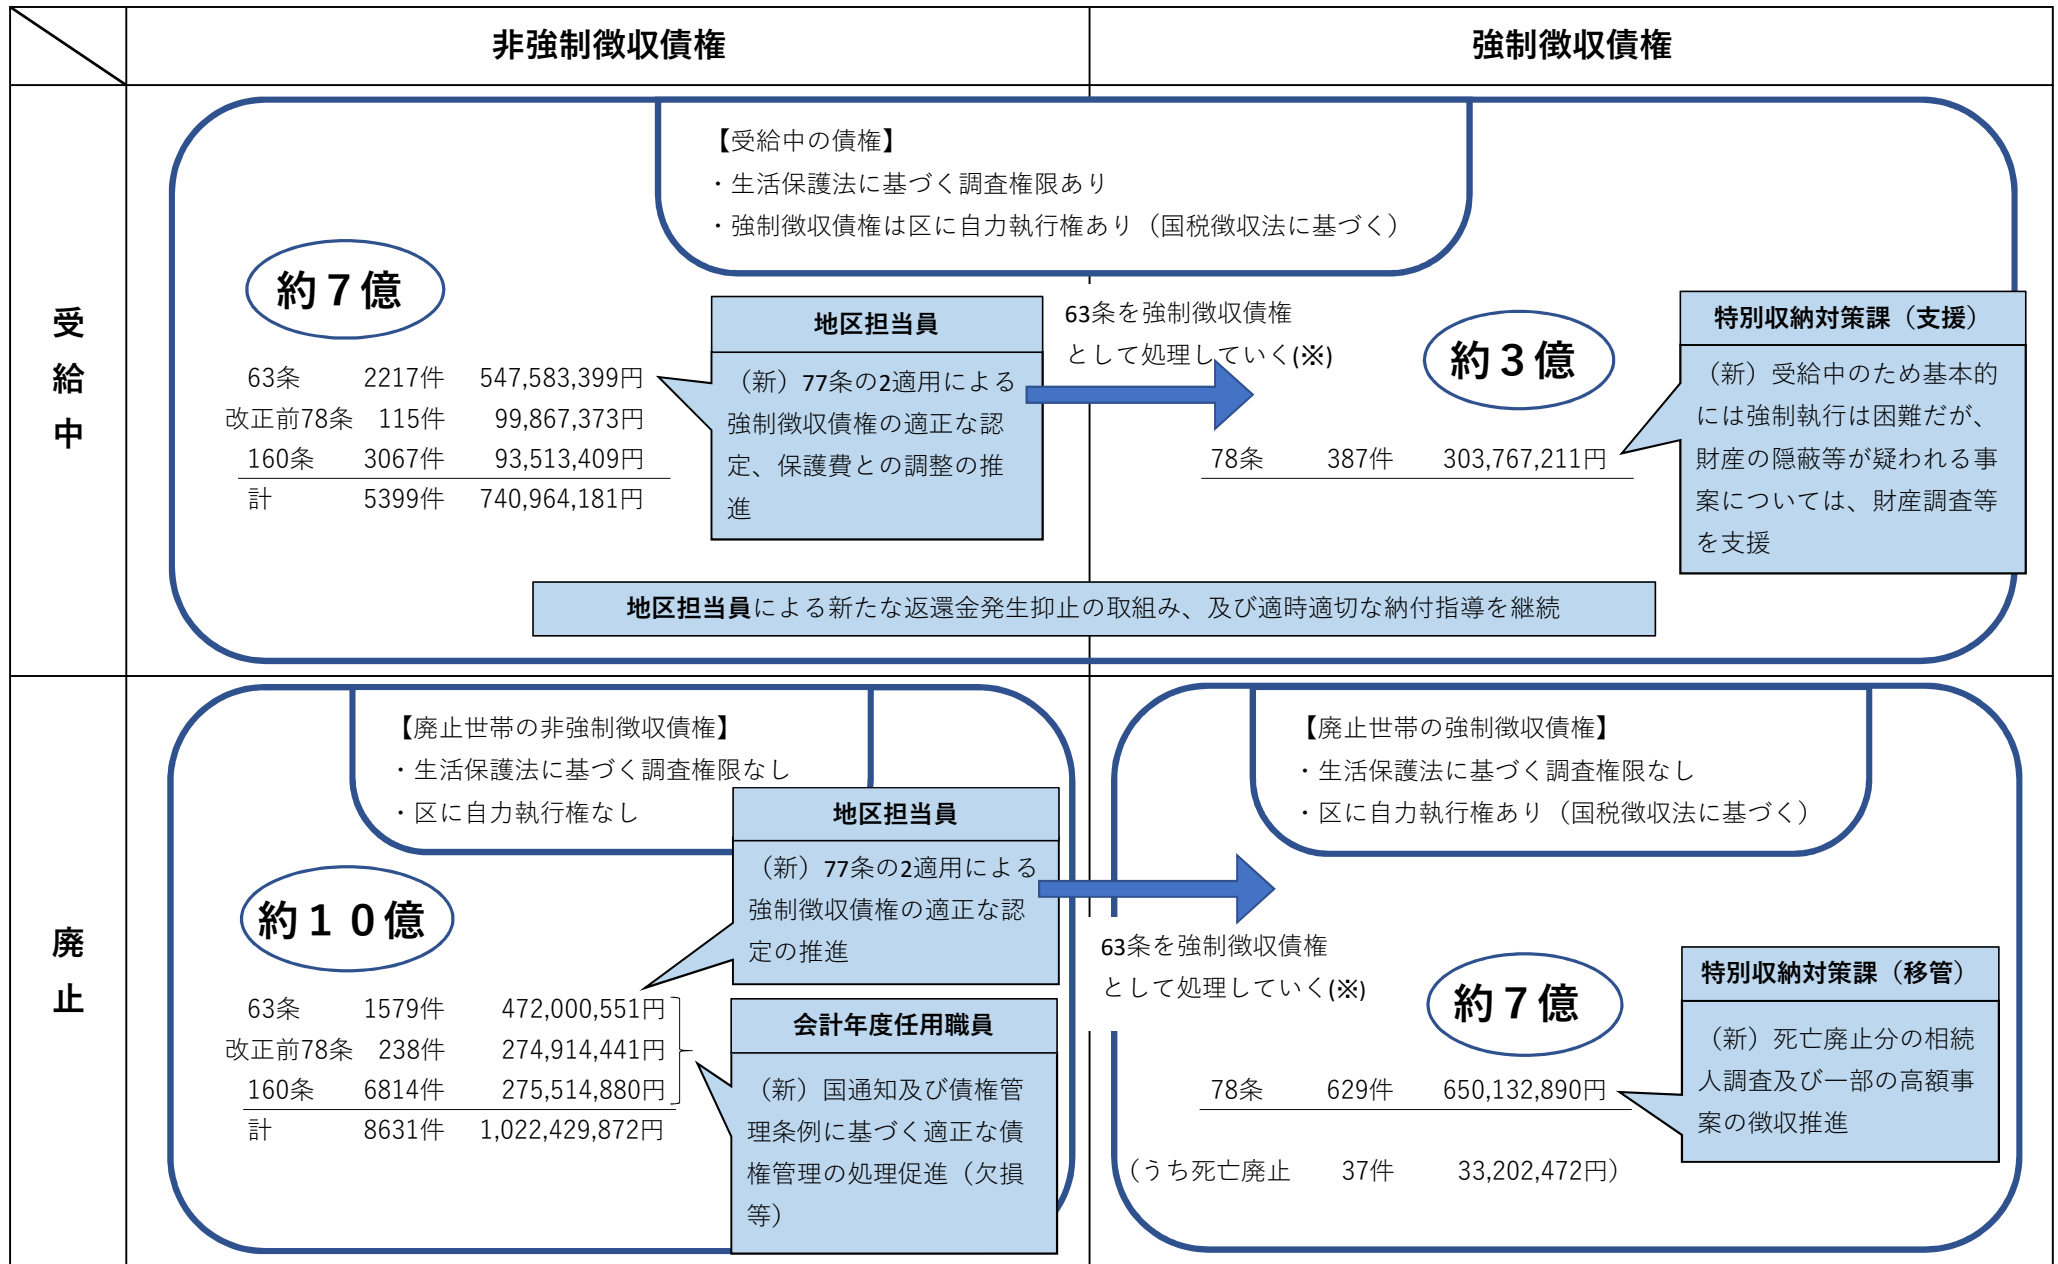 非強制徴収債権
強制徴収債権
受給中
【受給中の債権】
・生活保護法に基づく調査権限あり
・強制徴収債権は区に自力執行権あり（国税徴収法に基づく）
約７億
63条 2217件 547,583,399円
改正前78条 115件 99,867,373円
160条 3067件 93,513,409円
計 5399件 740,964,181円
地区担当員
（新）77条の2適用による
強制徴収債権の適正な認
定、保護費との調整の推
進
63条を強制徴収債権
として処理していく(※)
約３億
78条 387件 303,767,211円
特別収納対策課（支援）
（新）受給中のため基本的
には強制執行は困難だが、
財産の隠蔽等が疑われる事
案については、財産調査等
を支援
地区担当員による新たな返還金発生抑止の取組み、及び適時適切な納付指導を継続
廃止
【廃止世帯の非強制徴収債権】
・生活保護法に基づく調査権限なし
・区に自力執行権なし
約１０億
63条 1579件 472,000,551円
改正前78条 238件 274,914,441円
160条 6814件 275,514,880円
計 8631件 1,022,429,872円
地区担当員
（新）77条の2適用による
強制徴収債権の適正な認
定の推進
会計年度任用職員
（新）国通知及び債権管
理条例に基づく適正な債
権管理の処理促進（欠損
等）
63条を強制徴収債権
として処理していく(※)
【廃止世帯の強制徴収債権】
・生活保護法に基づく調査権限なし
・区に自力執行権あり（国税徴収法に基づく）
約７億
78条 629件 650,132,890円
（うち死亡廃止 37件 33,202,472円）
特別収納対策課（移管）
（新）死亡廃止分の相続
人調査及び一部の高額事
案の徴収推進